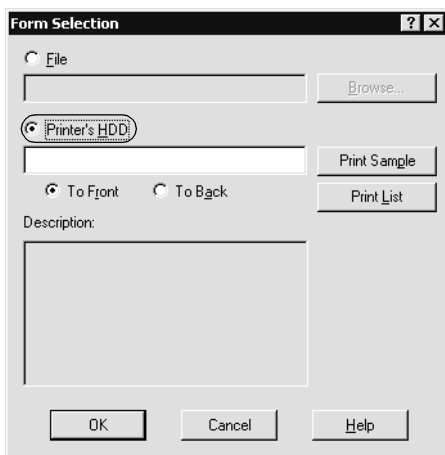 Form Selection
File
Browse...
Printer's HDD
Print Sample
To Front To Back
Print List
Description:
OK Cancel Help